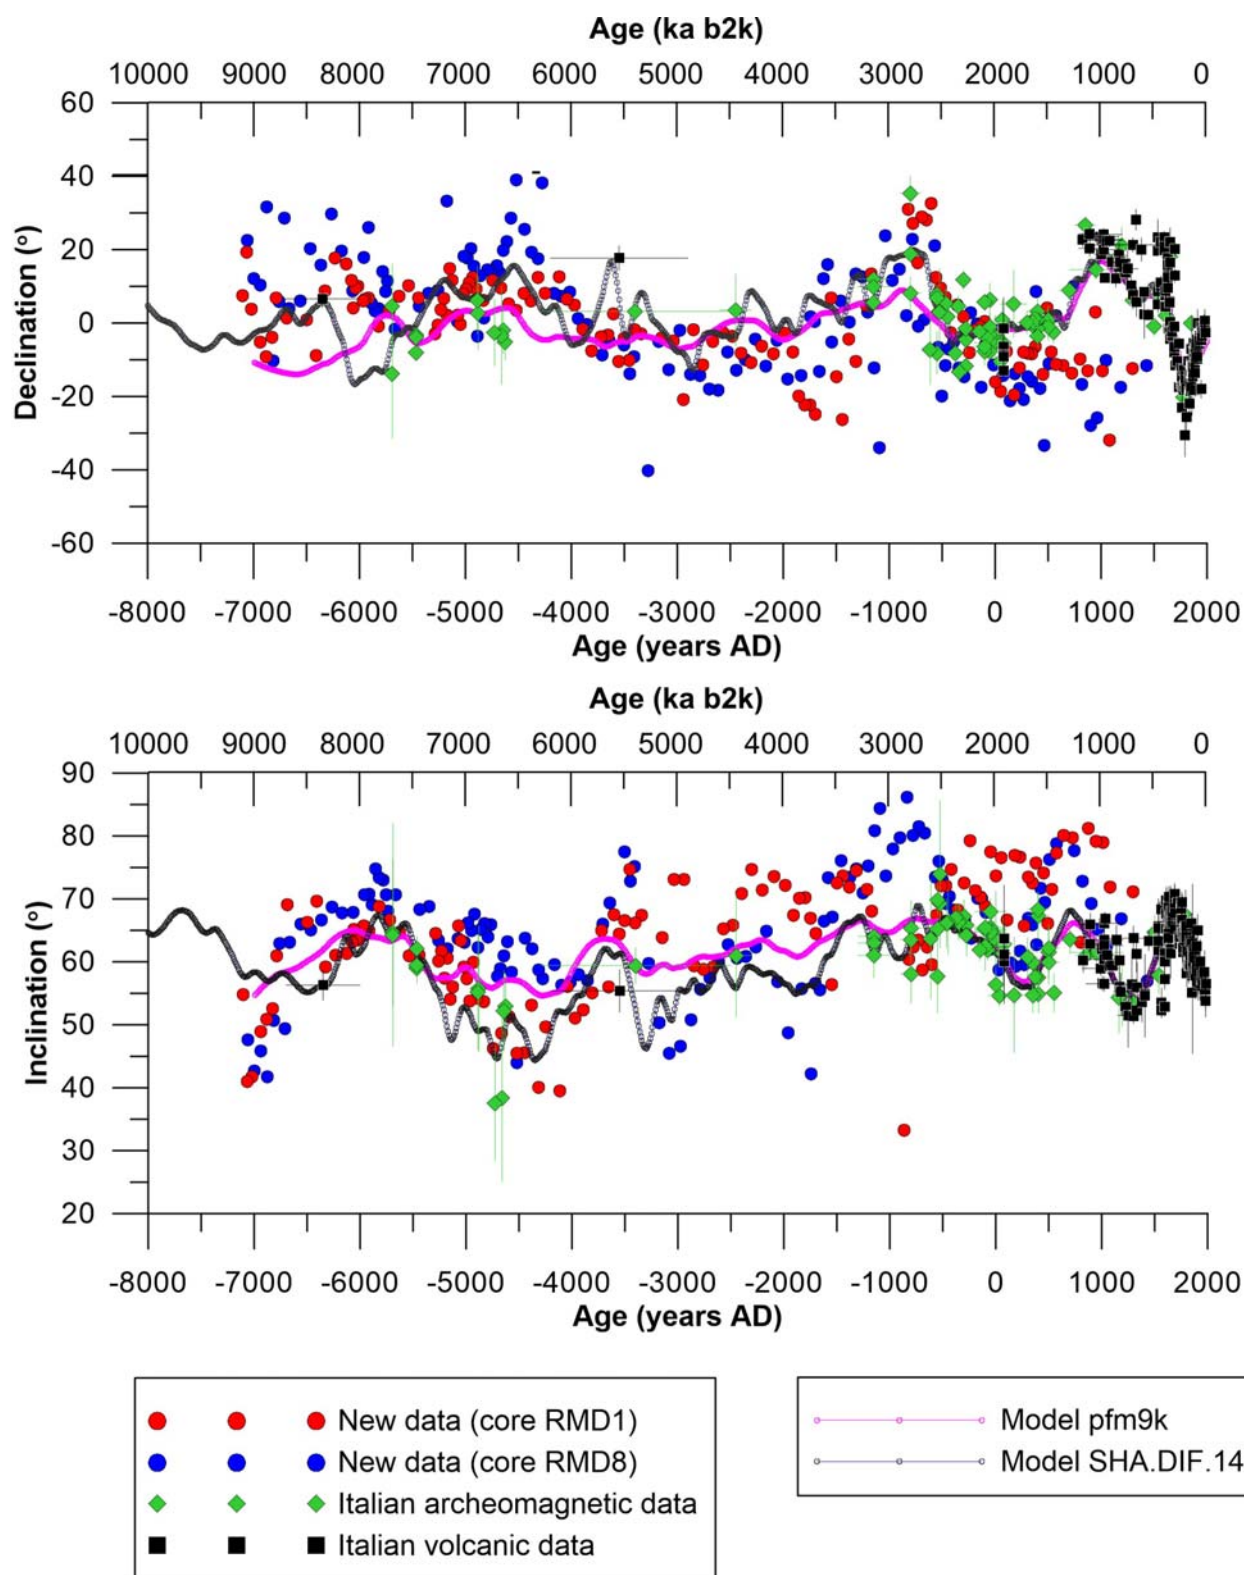 Age (ka b2k)
10000 9000 8000 7000 6000 5000 4000 3000 2000 1000 0
60
40
20
0
-20
-40
-60
Declination (º)
-8000 -7000 -6000 -5000 -4000 -3000 -2000 -1000 0 1000 2000
Age (years AD)
Age (ka b2k)
10000 9000 8000 7000 6000 5000 4000 3000 2000 1000 0
90
80
70
60
50
40
30
20
Inclination (º)
-8000 -7000 -6000 -5000 -4000 -3000 -2000 -1000 0 1000 2000
Age (years AD)
New data (core RMD1)
New data (core RMD8)
Italian archeomagnetic data
Italian volcanic data
Model pfm9k
Model SHA.DIF.14